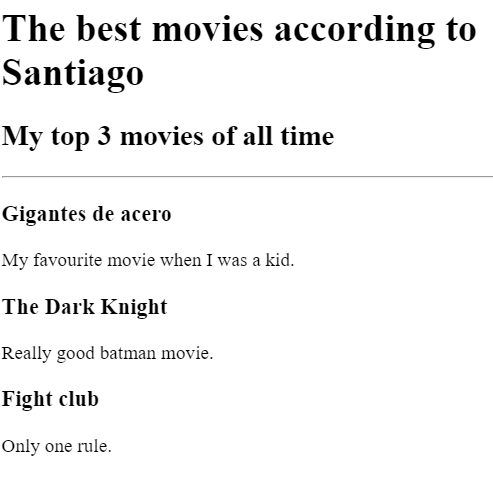 The best movies according to
Santiago
My top 3 movies of all time
Gigantes de acero
My favourite movie when I was a kid.
The Dark Knight
Really good batman movie.
Fight club
Only one rule.